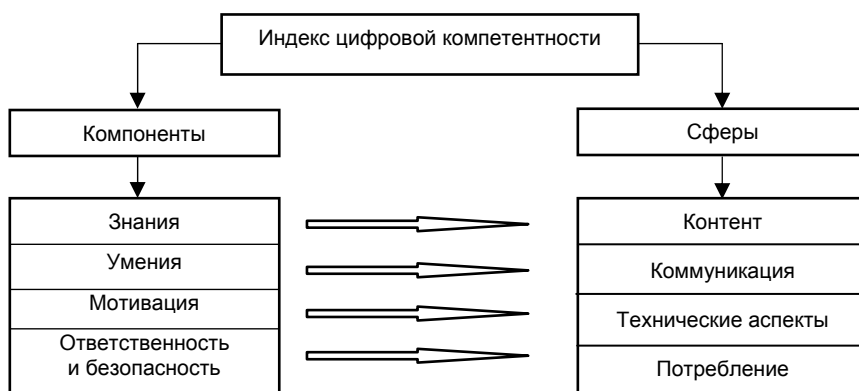 Индекс цифровой компетентности
Компоненты
Сферы
Знания
Умения
Мотивация
Ответственность
и безопасность
Контент
Коммуникация
Технические аспекты
Потребление